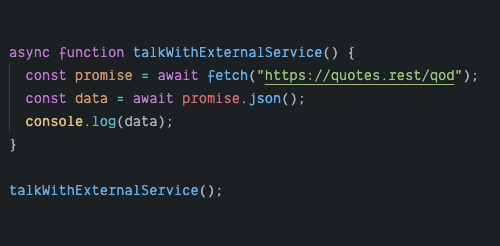 async function talkWithExternalService() {
const promise = await fetch("https://quotes.rest/qod");
const data = await promise.json();
console.log(data);
}
talkWithExternalService();